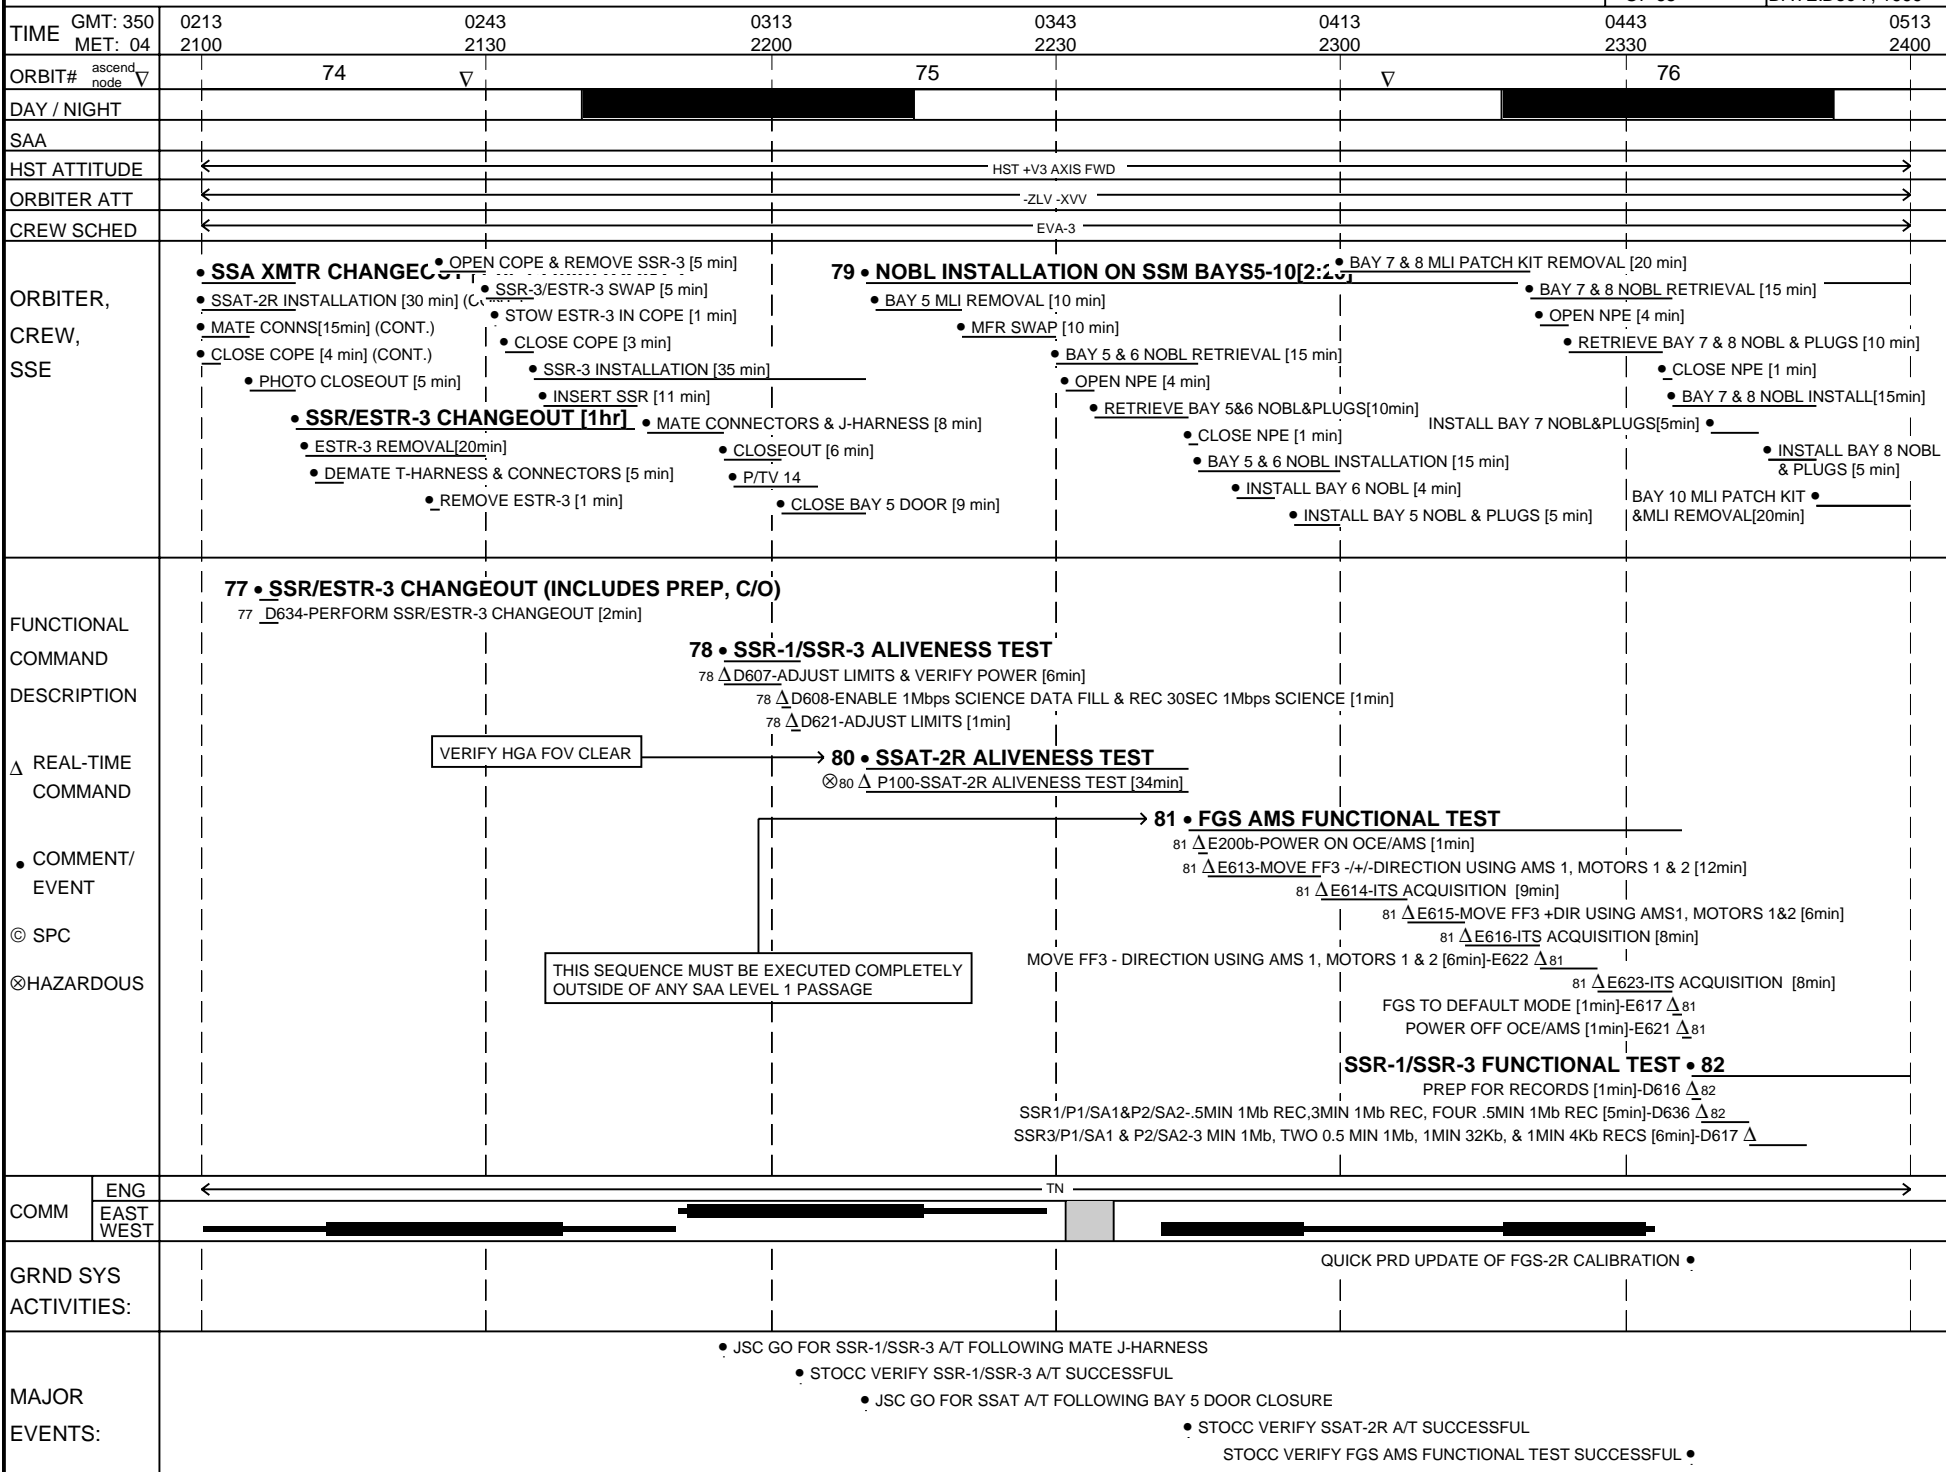 TIME GMT: 350 0213 0243 0313 0343 0413 0443 0513
MET: 04 2100 2130 2200 2230 2300 2330 2400
ORBIT# ascend node ∇ 74 ∇ 75 ∇ 76
DAY / NIGHT
SAA
HST ATTITUDE HST +V3 AXIS FWD
ORBITER ATT -ZLV -XVV
CREW SCHED EVA-3
ORBITER,
CREW,
SSE
• SSA XMTR CHANGEOUT
• SSAT-2R INSTALLATION [30 min]
• MATE CONNS[15min] (CONT.)
• CLOSE COPE [4 min] (CONT.)
• PHOTO CLOSEOUT [5 min]
• SSR/ESTR-3 CHANGEOUT [1hr]
• ESTR-3 REMOVAL[20min]
• DEMATE T-HARNESS & CONNECTORS [5 min]
• REMOVE ESTR-3 [1 min]
• OPEN COPE & REMOVE SSR-3 [5 min]
• SSR-3/ESTR-3 SWAP [5 min]
• STOW ESTR-3 IN COPE [1 min]
• CLOSE COPE [3 min]
• SSR-3 INSTALLATION [35 min]
• INSERT SSR [11 min]
• MATE CONNECTORS & J-HARNESS [8 min]
• CLOSEOUT [6 min]
• P/TV 14
• CLOSE BAY 5 DOOR [9 min]
79 • NOBL INSTALLATION ON SSM BAYS5-10
• BAY 5 MLI REMOVAL [10 min]
• MFR SWAP [10 min]
• BAY 5 & 6 NOBL RETRIEVAL [15 min]
• OPEN NPE [4 min]
• RETRIEVE BAY 5&6 NOBL&PLUGS[10min]
• CLOSE NPE [1 min]
• BAY 5 & 6 NOBL INSTALLATION [15 min]
• INSTALL BAY 6 NOBL [4 min]
• INSTALL BAY 5 NOBL & PLUGS [5 min]
• BAY 7 & 8 MLI PATCH KIT REMOVAL [20 min]
• BAY 7 & 8 NOBL RETRIEVAL [15 min]
• OPEN NPE [4 min]
• RETRIEVE BAY 7 & 8 NOBL & PLUGS [10 min]
• CLOSE NPE [1 min]
• BAY 7 & 8 NOBL INSTALL[15min]
INSTALL BAY 7 NOBL&PLUGS[5min] •
• INSTALL BAY 8 NOBL
& PLUGS [5 min]
BAY 10 MLI PATCH KIT •
&MLI REMOVAL[20min]
FUNCTIONAL
COMMAND
DESCRIPTION
Δ REAL-TIME
COMMAND
• COMMENT/
EVENT
© SPC
⊗HAZARDOUS
77 • SSR/ESTR-3 CHANGEOUT (INCLUDES PREP, C/O)
77 D634-PERFORM SSR/ESTR-3 CHANGEOUT [2min]
78 • SSR-1/SSR-3 ALIVENESS TEST
78 Δ D607-ADJUST LIMITS & VERIFY POWER [6min]
78 Δ D608-ENABLE 1Mbps SCIENCE DATA FILL & REC 30SEC 1Mbps SCIENCE [1min]
78 Δ D621-ADJUST LIMITS [1min]
VERIFY HGA FOV CLEAR
80 • SSAT-2R ALIVENESS TEST
⊗80 Δ P100-SSAT-2R ALIVENESS TEST [34min]
81 • FGS AMS FUNCTIONAL TEST
81 Δ E200b-POWER ON OCE/AMS [1min]
81 Δ E613-MOVE FF3 -/+/-DIRECTION USING AMS 1, MOTORS 1 & 2 [12min]
81 Δ E614-ITS ACQUISITION [9min]
81 Δ E615-MOVE FF3 +DIR USING AMS1, MOTORS 1&2 [6min]
81 Δ E616-ITS ACQUISITION [8min]
THIS SEQUENCE MUST BE EXECUTED COMPLETELY
OUTSIDE OF ANY SAA LEVEL 1 PASSAGE
MOVE FF3 - DIRECTION USING AMS 1, MOTORS 1 & 2 [6min]-E622 Δ 81
81 Δ E623-ITS ACQUISITION [8min]
FGS TO DEFAULT MODE [1min]-E617 Δ 81
POWER OFF OCE/AMS [1min]-E621 Δ 81
SSR-1/SSR-3 FUNCTIONAL TEST • 82
PREP FOR RECORDS [1min]-D616 Δ 82
SSR1/P1/SA1&P2/SA2-.5MIN 1Mb REC,3MIN 1Mb REC, FOUR .5MIN 1Mb REC [5min]-D636 Δ 82
SSR3/P1/SA1 & P2/SA2-3 MIN 1Mb, TWO 0.5 MIN 1Mb, 1MIN 32Kb, & 1MIN 4Kb RECS [6min]-D617 Δ
COMM ENG TN
EAST
WEST
GRND SYS
ACTIVITIES:
QUICK PRD UPDATE OF FGS-2R CALIBRATION •
MAJOR
EVENTS:
• JSC GO FOR SSR-1/SSR-3 A/T FOLLOWING MATE J-HARNESS
• STOCC VERIFY SSR-1/SSR-3 A/T SUCCESSFUL
• JSC GO FOR SSAT A/T FOLLOWING BAY 5 DOOR CLOSURE
• STOCC VERIFY SSAT-2R A/T SUCCESSFUL
STOCC VERIFY FGS AMS FUNCTIONAL TEST SUCCESSFUL •